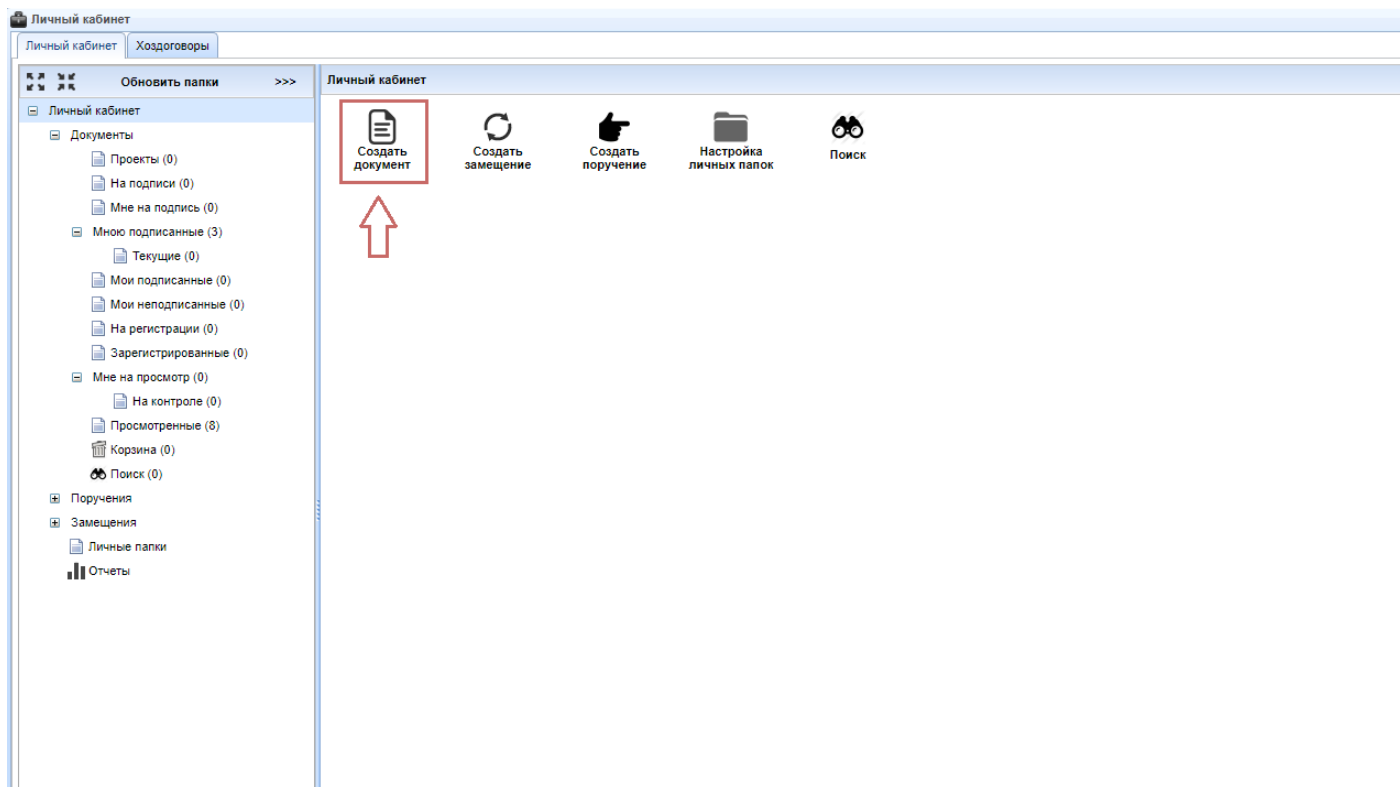 Личный кабинет
Личный кабинет Хоздоговоры
Обновить папки >>>
Личный кабинет
Документы
Проекты (0)
На подписи (0)
Мне на подпись (0)
Мною подписанные (3)
Текущие (0)
Мои подписанные (0)
Мои неподписанные (0)
На регистрации (0)
Зарегистрированные (0)
Мне на просмотр (0)
На контроле (0)
Просмотренные (8)
Корзина (0)
Поиск (0)
Поручения
Замещения
Личные папки
Отчеты
Личный кабинет
Создать
документ
Создать
замещение
Создать
поручение
Настройка
личных папок
Поиск